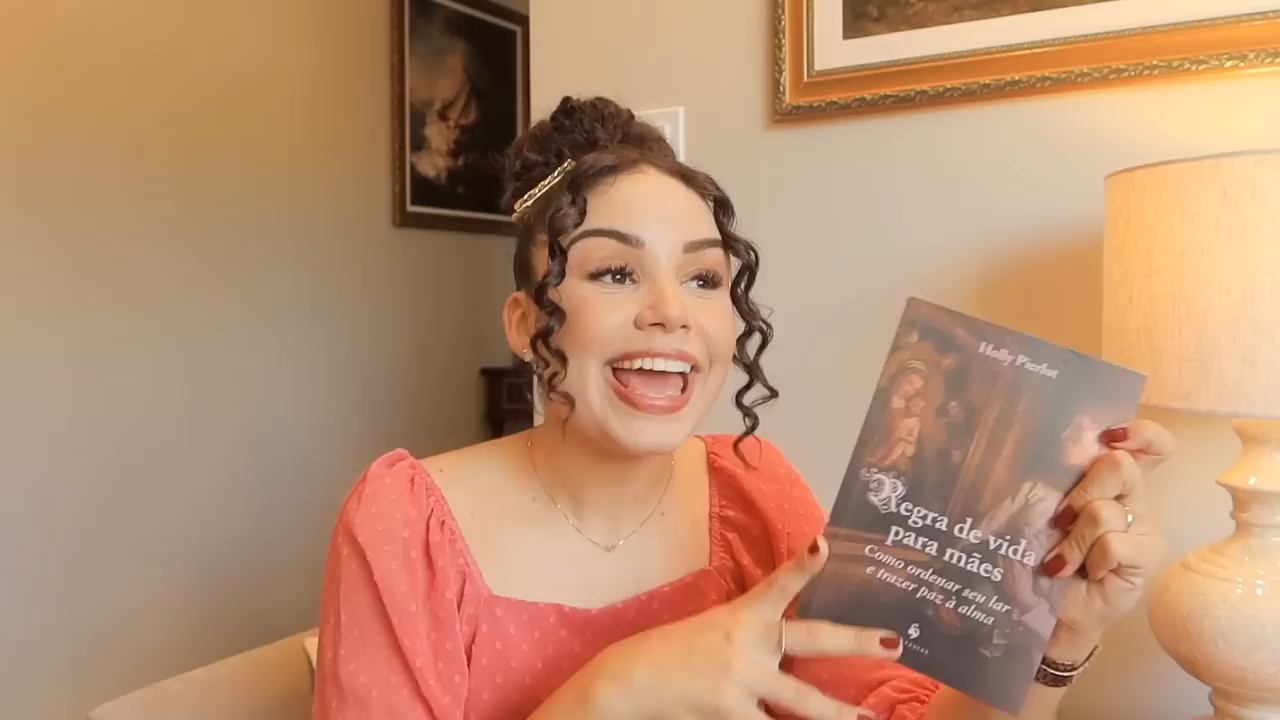 Holly Pierlot
Regra de vida
para mães
Como ordenar seu lar
e trazer paz à alma